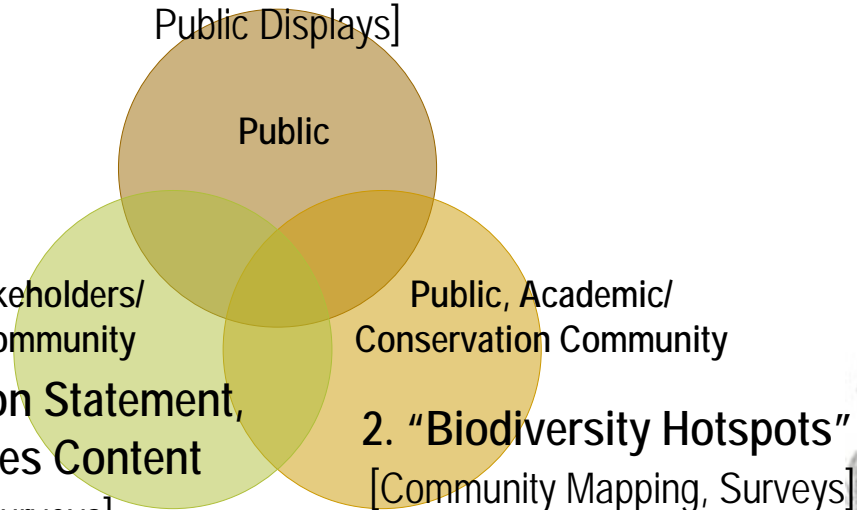 Public Displays]
Public
keholders/
ommunity
on Statement,
es Content
Public, Academic/
Conservation Community
2. “Biodiversity Hotspots”
[Community Mapping, Surveys]